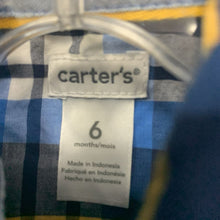 carter's®
6
months/mois
Made in Indonesia
Fabriqué en Indonésie
Hecho en Indonesia